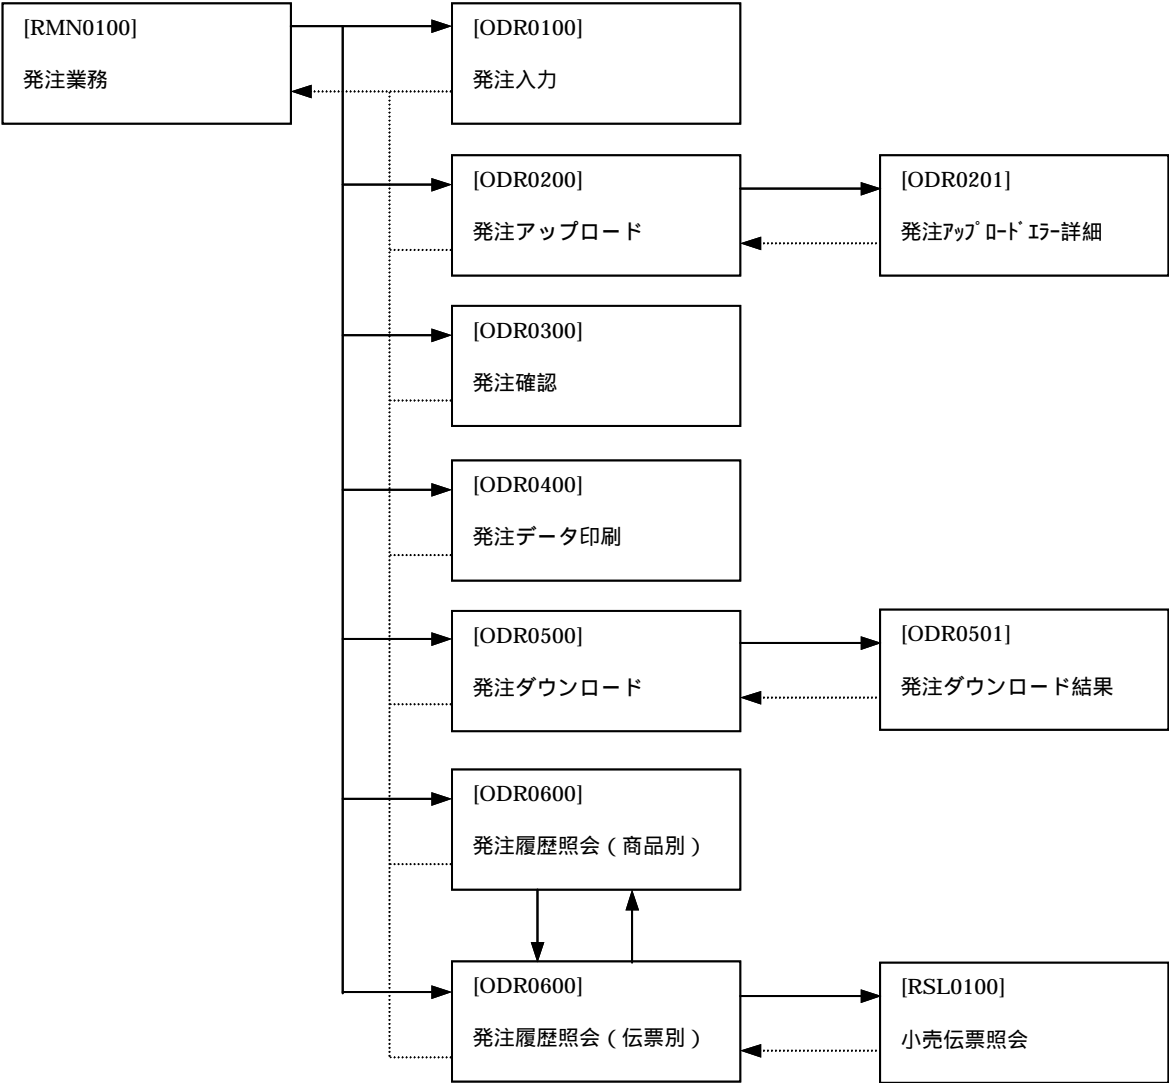 [RMN0100]
発注業務
[ODR0100]
発注入力
[ODR0200]
発注アップロード
[ODR0201]
発注ｱｯﾌﾟﾛｰﾄﾞｴﾗｰ詳細
[ODR0300]
発注確認
[ODR0400]
発注データ印刷
[ODR0500]
発注ダウンロード
[ODR0501]
発注ダウンロード結果
[ODR0600]
発注履歴照会（商品別）
[ODR0600]
発注履歴照会（伝票別）
[RSL0100]
小売伝票照会